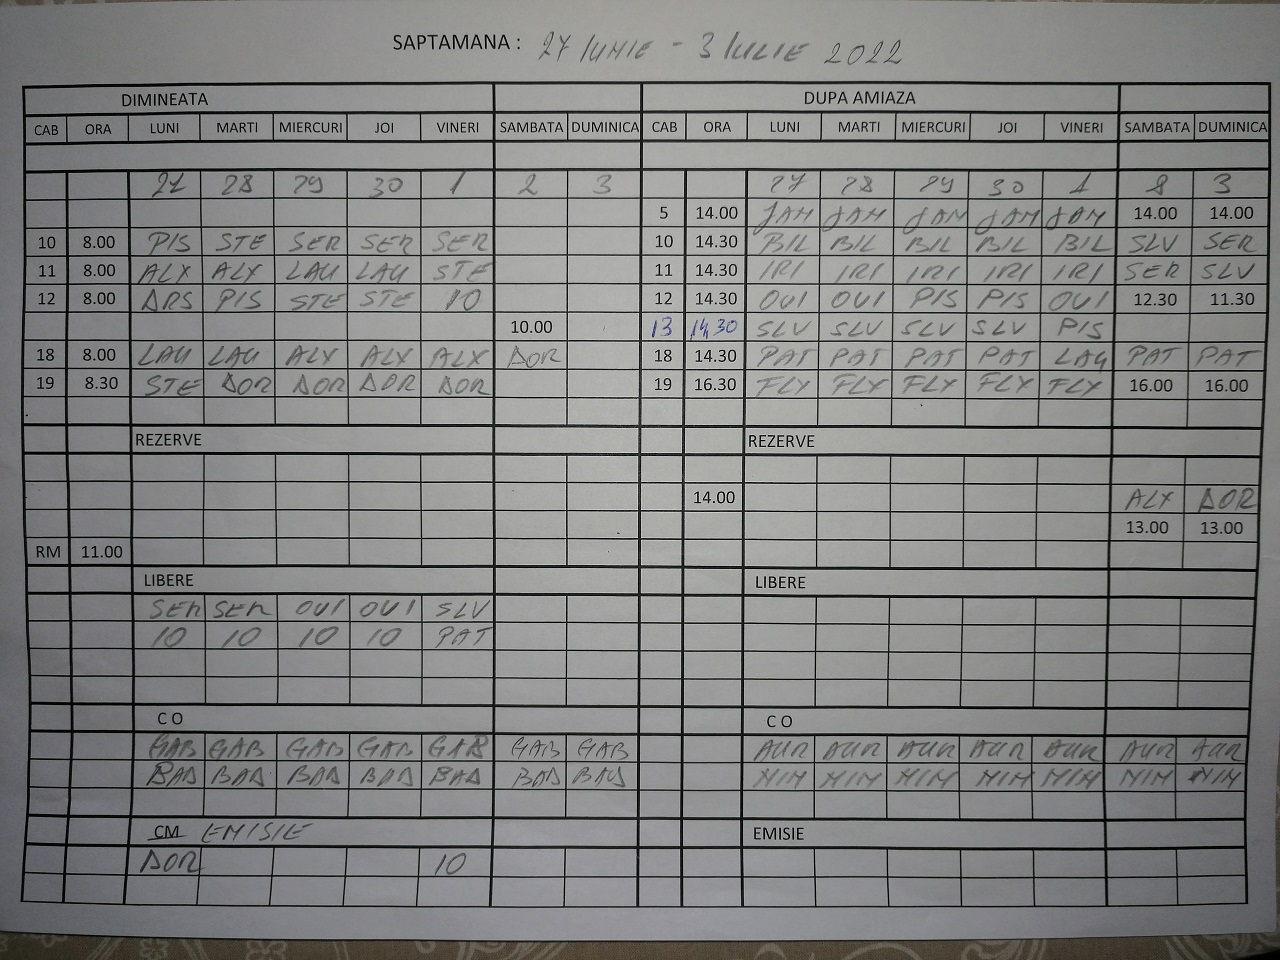 SAPTAMANA : 27 IUNIE - 3 IULIE 2022
DIMINEATA DUPA AMIAZA
CAB ORA LUNI MARTI MIERCURI JOI VINERI SAMBATA DUMINICA CAB ORA LUNI MARTI MIERCURI JOI VINERI SAMBATA DUMINICA
27 28 29 30 1 2 3 27 28 29 30 1 3
5 14.00 JAM JAM JAM JAM JAM 14.00 14.00
10 8.00 PIS STE SER SER SER 10 14.30 BIL BIL BIL BIL BIL SLV SER
11 8.00 ALX ALX LAU LAU STE 11 14.30 IRI IRI IRI IRI IRI SER SLV
12 8.00 DRS PIS STE STE 10 12 14.30 OUI OUI PIS PIS OUI 12.30 11.30
10.00 13 14,30 SLV SLV SLV SLV PIS
18 8.00 LAU LAU ALX ALX ALX DOR 18 14.30 PAT PAT PAT PAT LAU PAT PAT
19 8.30 STE DOR DOR DOR DOR 19 16.30 FLX FLX FLX FLX FLX 16.00 16.00
REZERVE REZERVE
14.00 ALX DOR
13.00 13.00
RM 11.00
LIBERE LIBERE
SER SER OUI OUI SLV
10 10 10 10 PAT
C O C O
GAB GAB GAB GAB GAB GAB GAB AUR AUR AUR AUR AUR AUR AUR
BAD BAD BAD BAD BAD BAD BAD MIM MIM MIM MIM MIM MIM MIM
CM EMISIE EMISIE
DOR 10